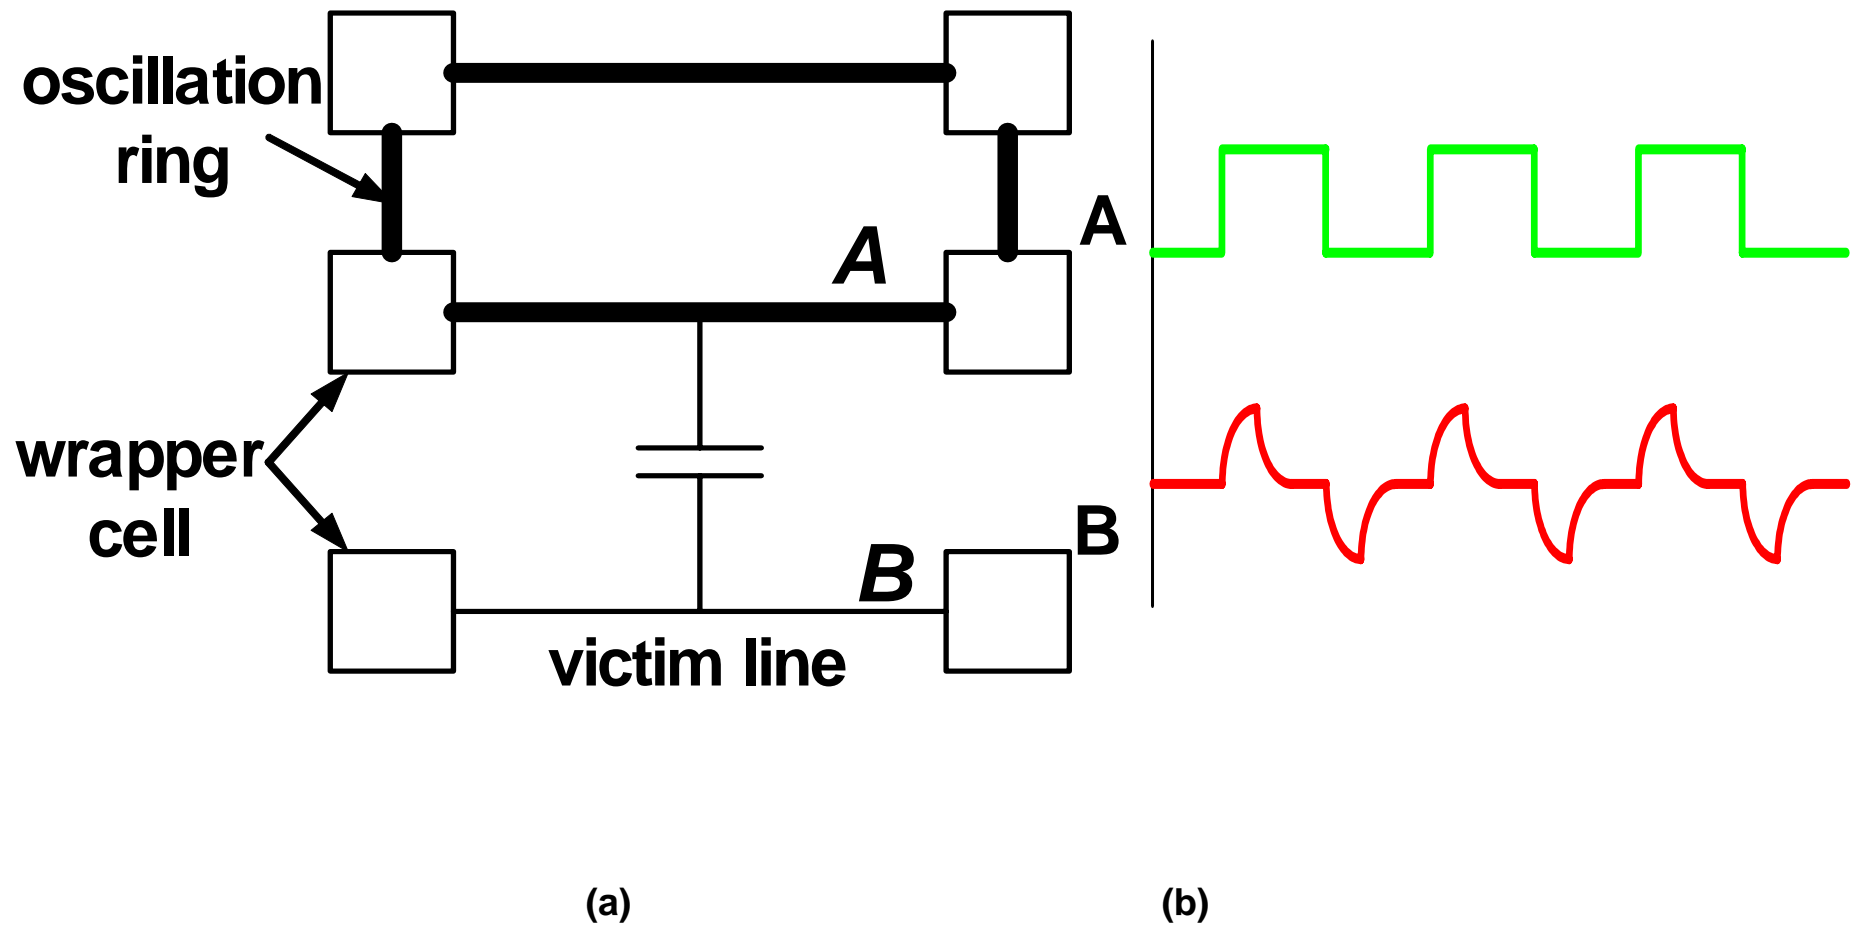 oscillation
ring
A
wrapper
cell
B
victim line
A
B
(a)
(b)